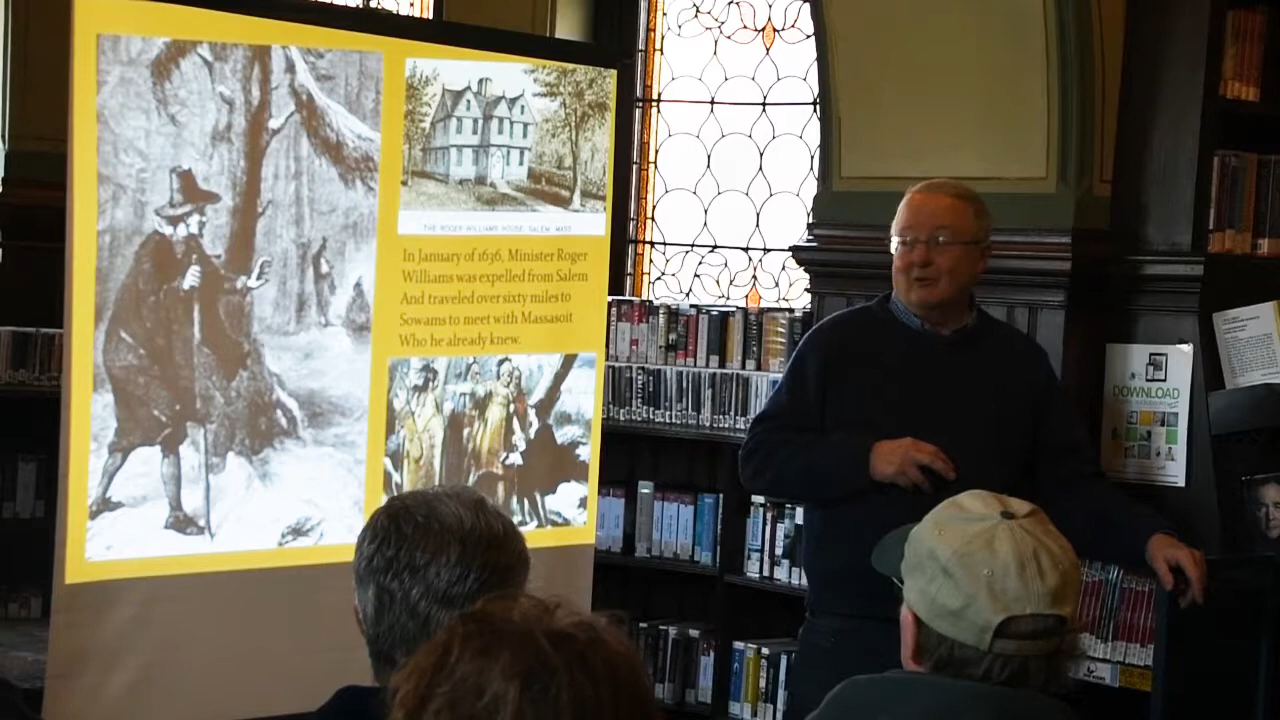 THE ROGER WILLIAMS HOUSE, SALEM, MASS.
In January of 1636, Minister Roger
Williams was expelled from Salem
And traveled over sixty miles to
Sowams to meet with Massasoit
Who he already knew.
DOWNLOAD